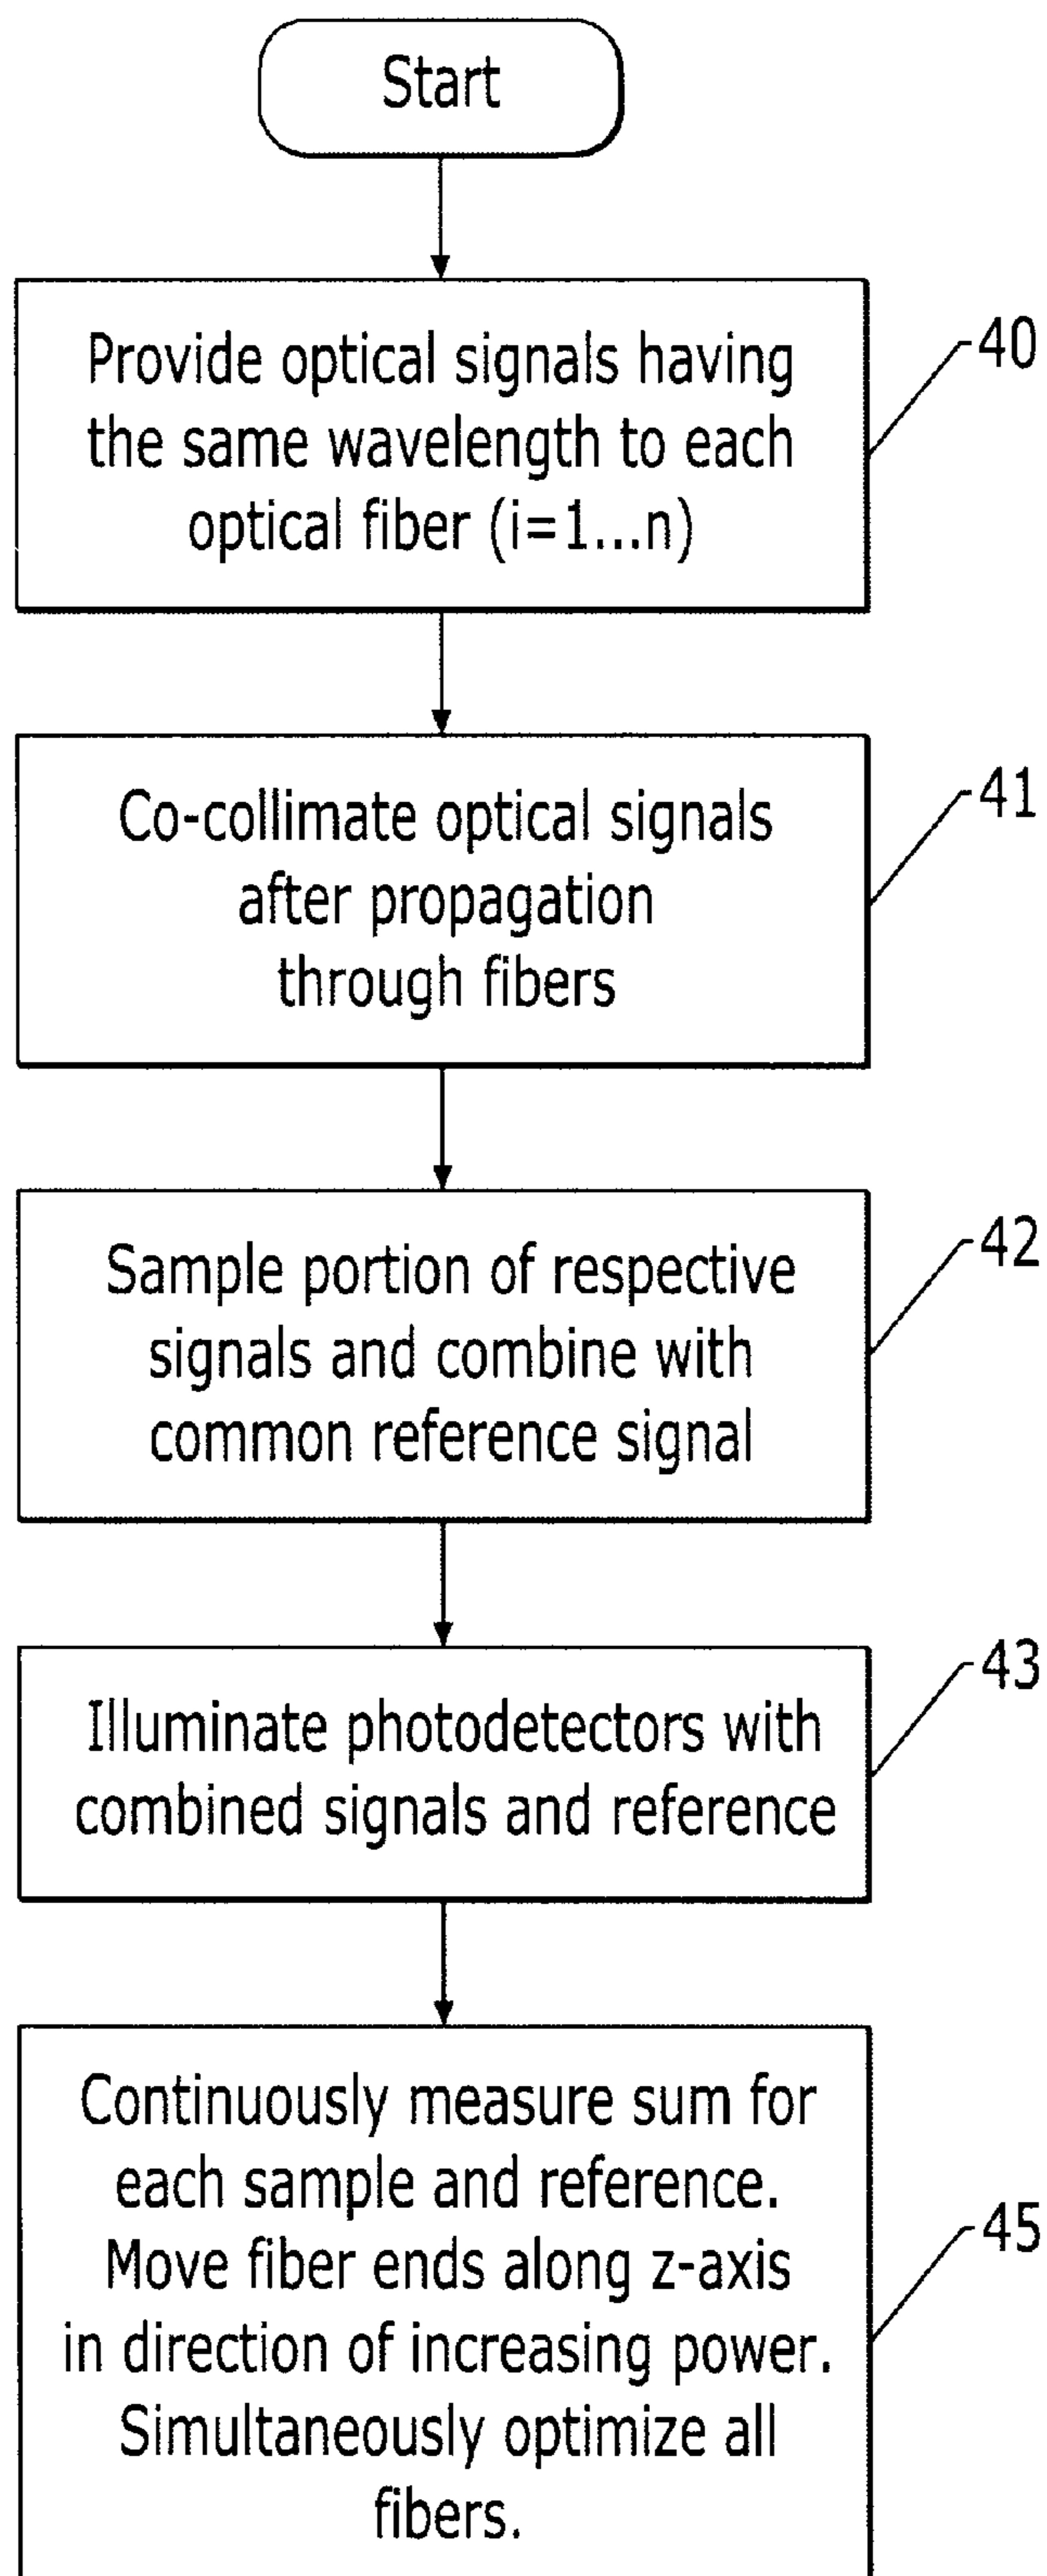 Start
Provide optical signals having
the same wavelength to each
optical fiber (i=1...n)
40
Co-collimate optical signals
after propagation
through fibers
41
Sample portion of respective
signals and combine with
common reference signal
42
Illuminate photodetectors with
combined signals and reference
43
Continuously measure sum for
each sample and reference.
Move fiber ends along z-axis
in direction of increasing power.
Simultaneously optimize all
fibers.
45